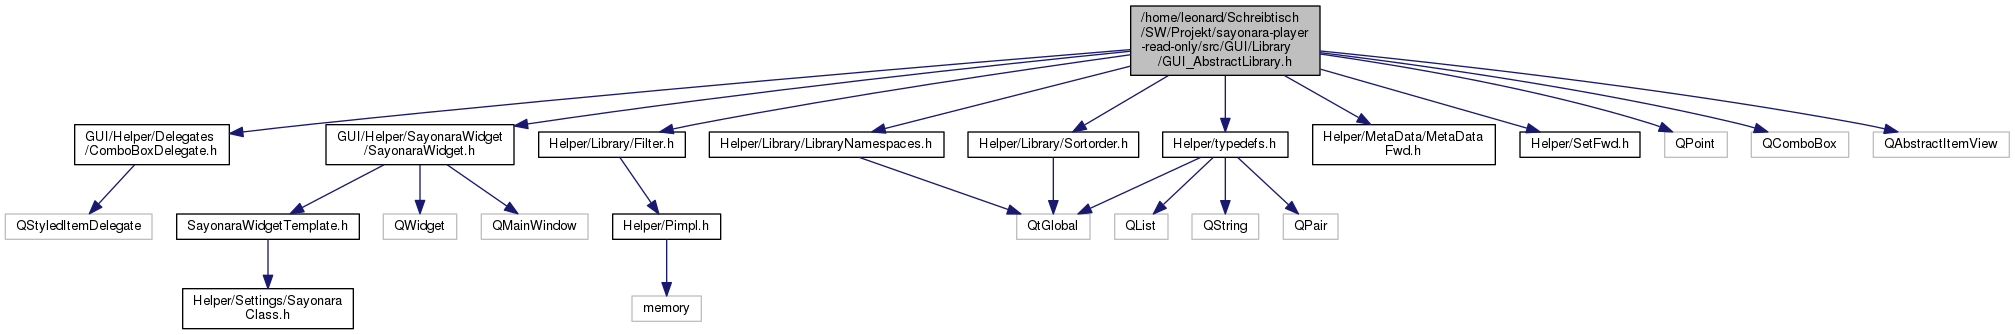 /home/leonard/Schreibtisch
/SW/Projekt/sayonara-player
-read-only/src/GUI/Library
/GUI_AbstractLibrary.h
GUI/Helper/Delegates
/ComboBoxDelegate.h
GUI/Helper/SayonaraWidget
/SayonaraWidget.h
Helper/Library/Filter.h
Helper/Library/LibraryNamespaces.h
Helper/Library/Sortorder.h
Helper/typedefs.h
Helper/MetaData/MetaData
Fwd.h
Helper/SetFwd.h
QPoint
QComboBox
QAbstractItemView
QStyledItemDelegate
SayonaraWidgetTemplate.h
QWidget
QMainWindow
Helper/Pimpl.h
QtGlobal
QList
QString
QPair
Helper/Settings/Sayonara
Class.h
memory